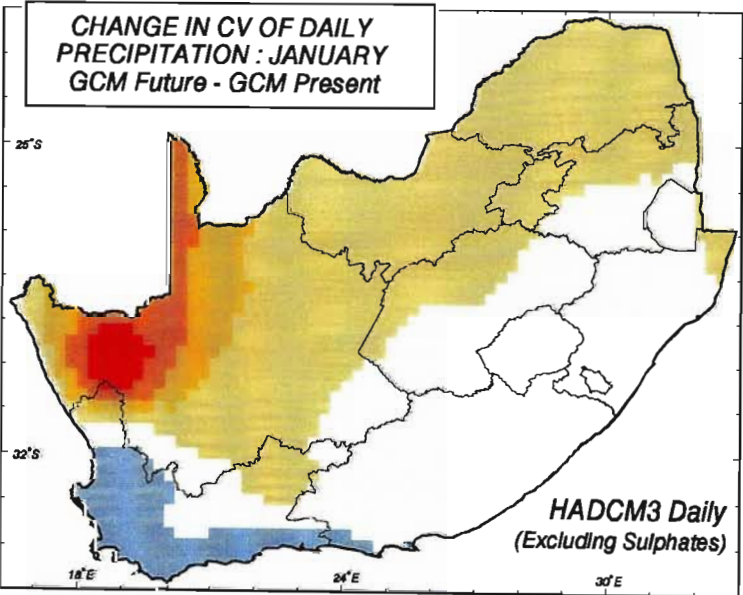 CHANGE IN CV OF DAILY
PRECIPITATION : JANUARY
GCM Future - GCM Present
25°S
32°S
HADCM3 Daily
(Excluding Sulphates)
18°E
24°E
30°E